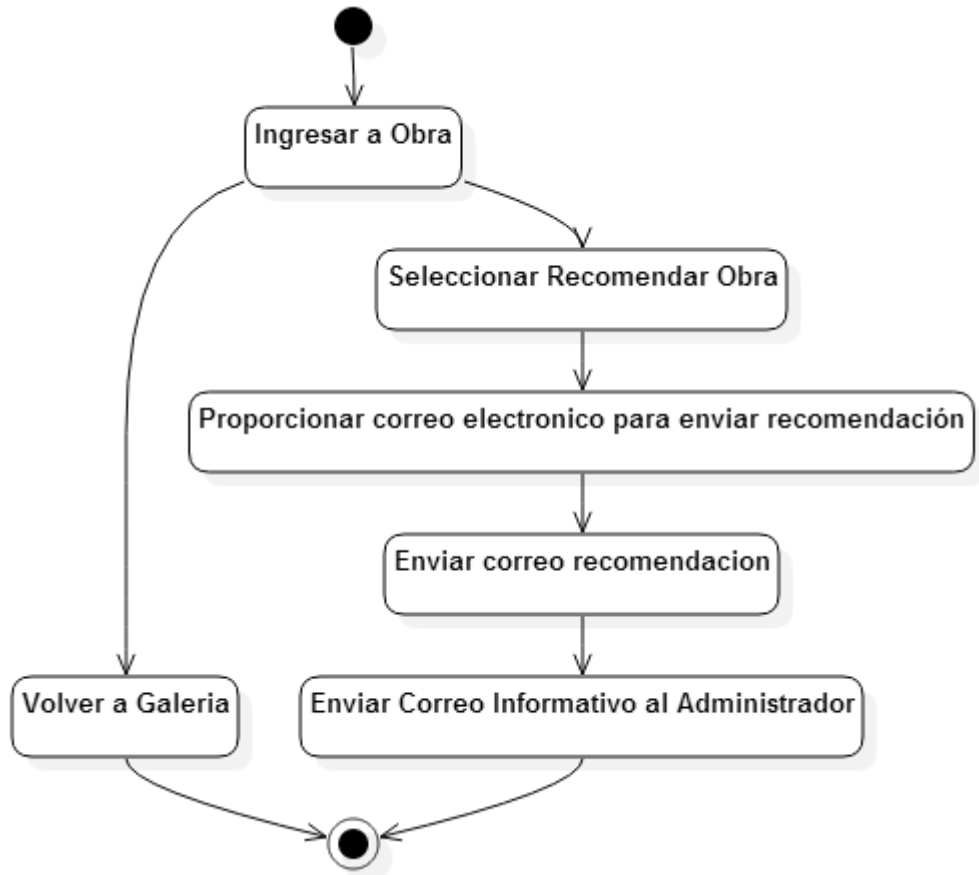 Ingresar a Obra
Seleccionar Recomendar Obra
Proporcionar correo electronico para enviar recomendación
Enviar correo recomendacion
Volver a Galeria
Enviar Correo Informativo al Administrador